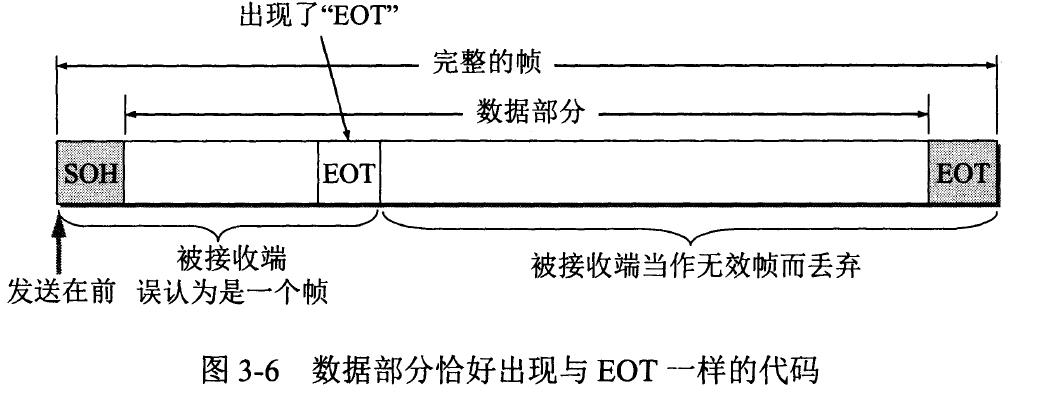 出现了“EOT”
完整的帧
数据部分
SOH
EOT
EOT
被接收端
误认为是一个帧
被接收端当作无效帧而丢弃
发送在前
图 3-6 数据部分恰好出现与 EOT 一样的代码